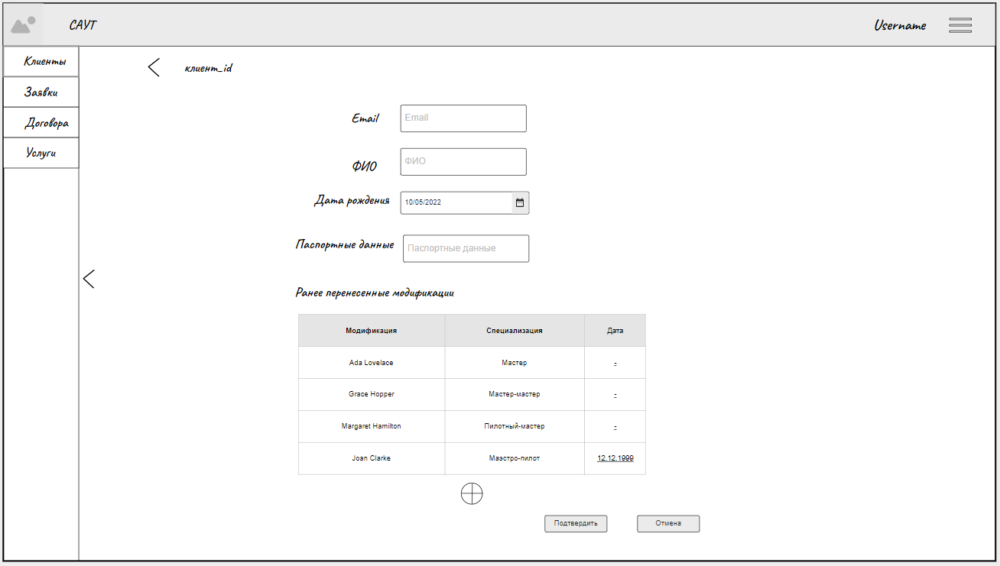 САУТ
Username
Клиенты
Заявки
Договора
Услуги
клиент_id
Email
Email
ФИО
ФИО
Дата рождения
10/05/2022
Паспортные данные
Паспортные данные
Ранее перенесенные модификации
Модификация Специализация Дата
Ada Lovelace Мастер -
Grace Hopper Мастер-мастер -
Margaret Hamilton Пилотный-мастер -
Joan Clarke Маэстро-пилот 12.12.1999
Подтвердить Отмена